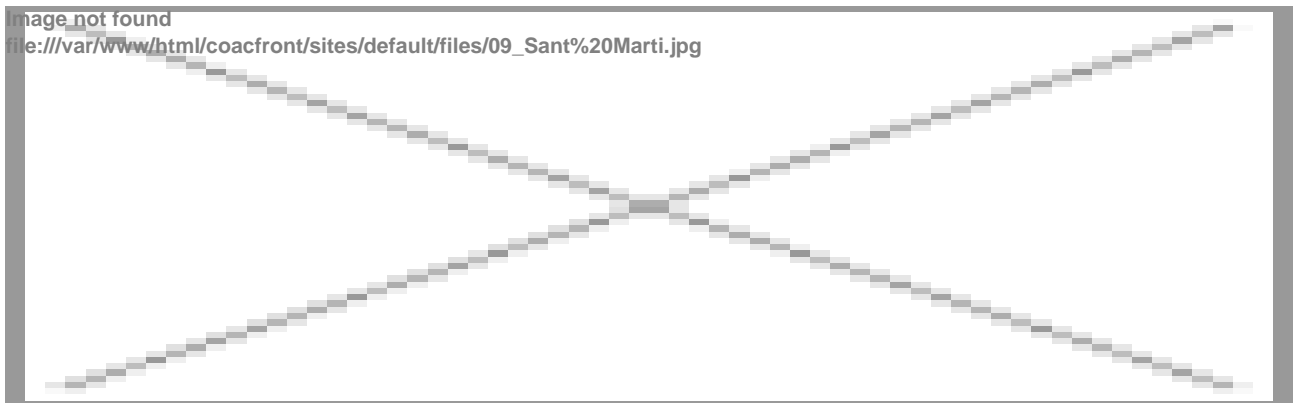 Image not found
file:///var/www/html/coacfront/sites/default/files/09_Sant%20Marti.jpg